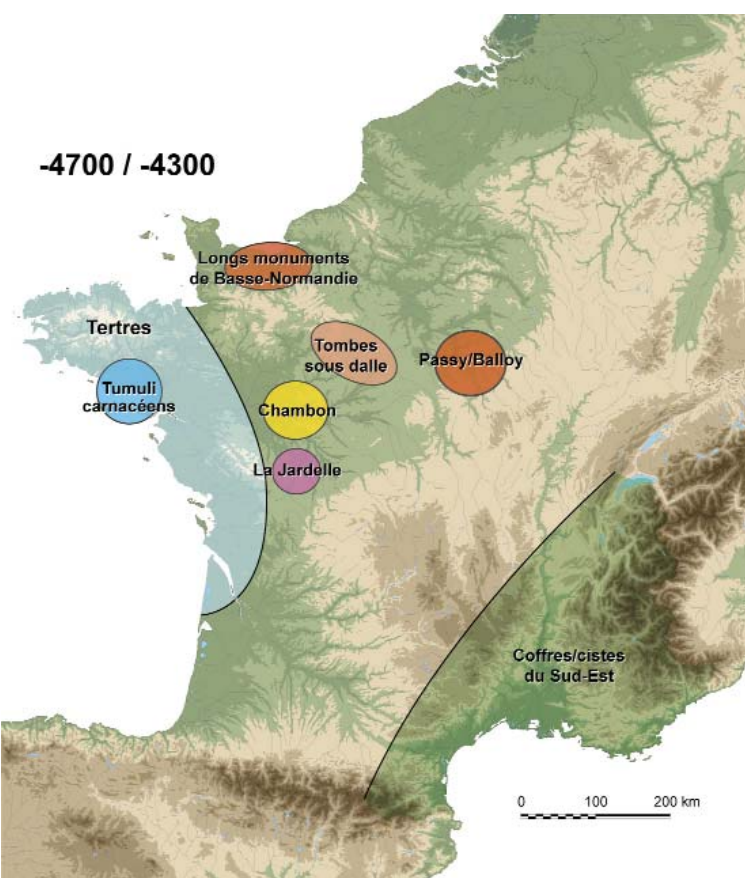 -4700 / -4300
Longs monuments
de Basse-Normandie
Tertres
Tombes
sous dalle
Passy/Balloy
Tumuli
carnacéens
Chambon
La Jardelle
Coffres/cistes
du Sud-Est
0 100 200 km